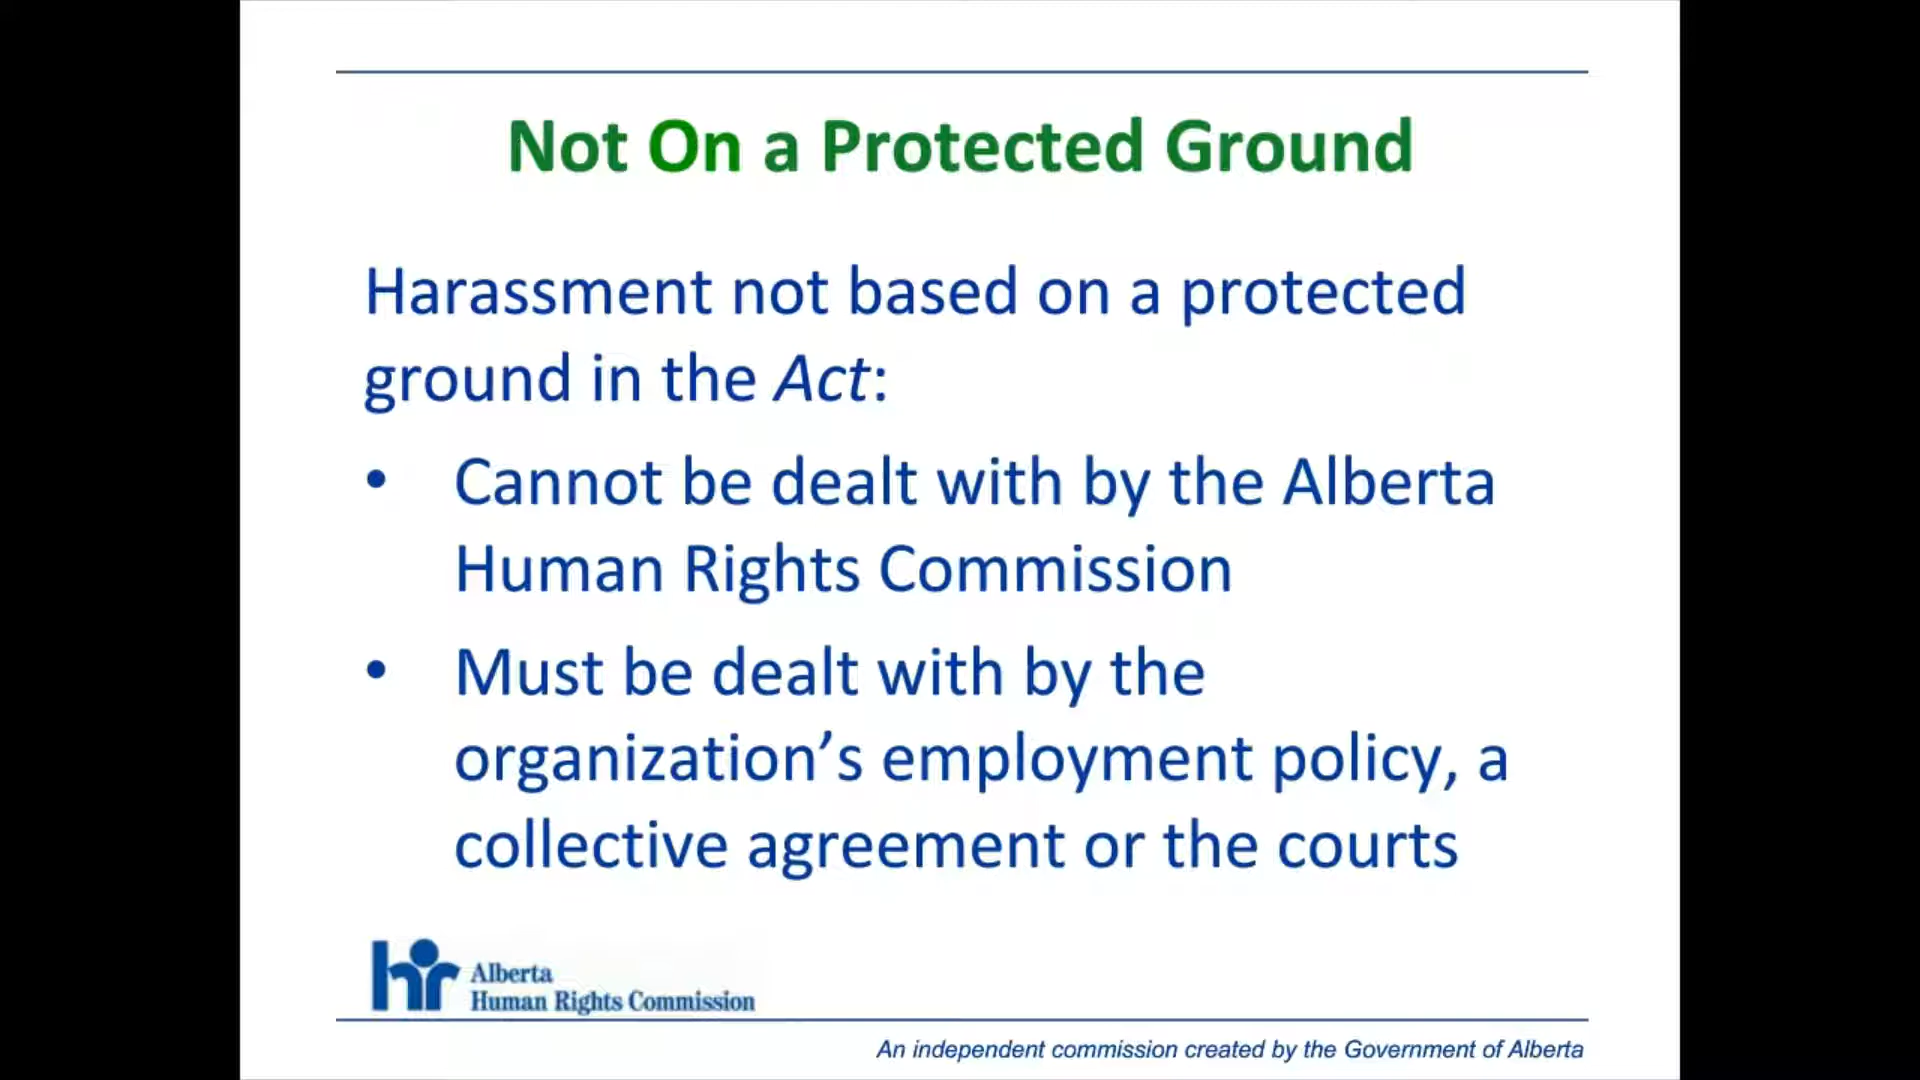 Not On a Protected Ground
Harassment not based on a protected
ground in the Act:
• Cannot be dealt with by the Alberta
Human Rights Commission
• Must be dealt with by the
organization’s employment policy, a
collective agreement or the courts
hr Alberta
Human Rights Commission
An independent commission created by the Government of Alberta